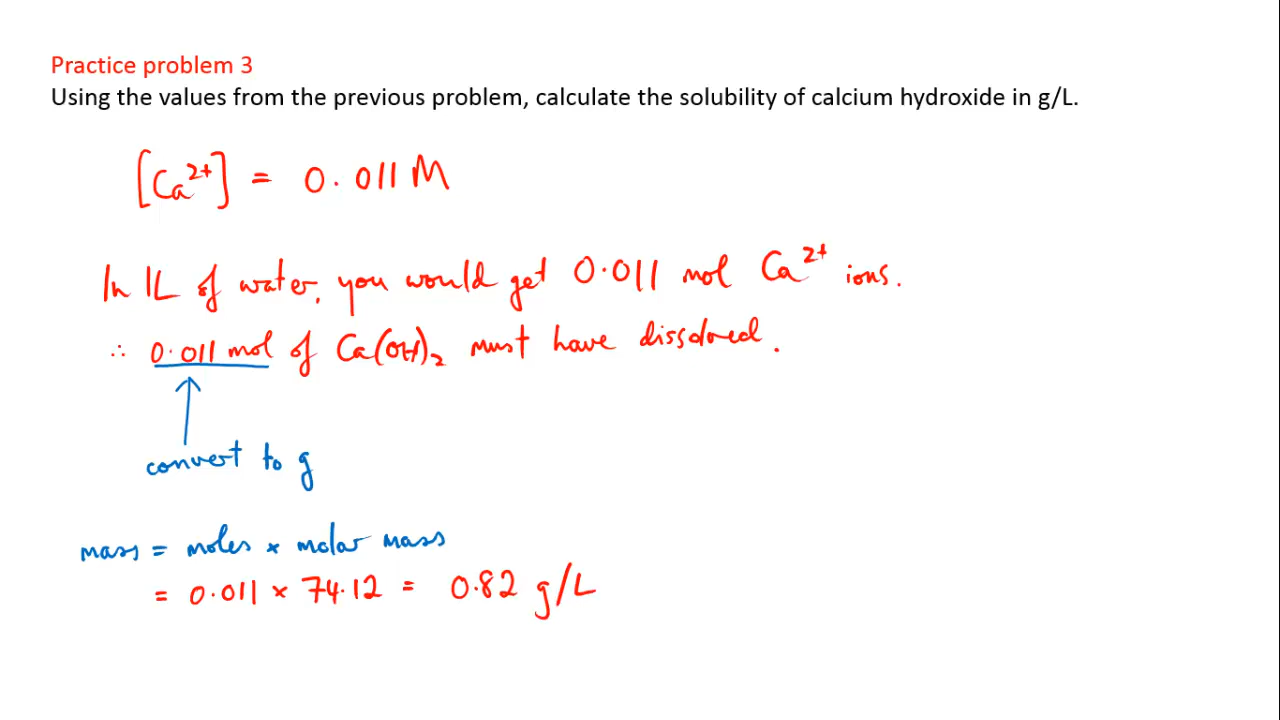 Practice problem 3
Using the values from the previous problem, calculate the solubility of calcium hydroxide in g/L.
[Ca²⁺] = 0.011 M
In 1L of water, you would get 0.011 mol Ca²⁺ ions.
∴ 0.011 mol of Ca(OH)₂ must have dissolved.
convert to g
mass = moles × molar mass
= 0.011 × 74.12 = 0.82 g/L